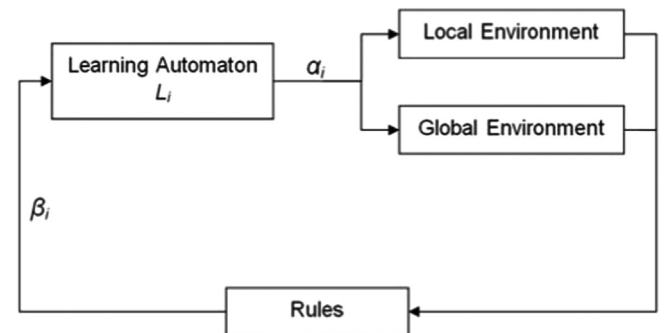 Learning Automaton
Li
αi
Local Environment
Global Environment
βi
Rules